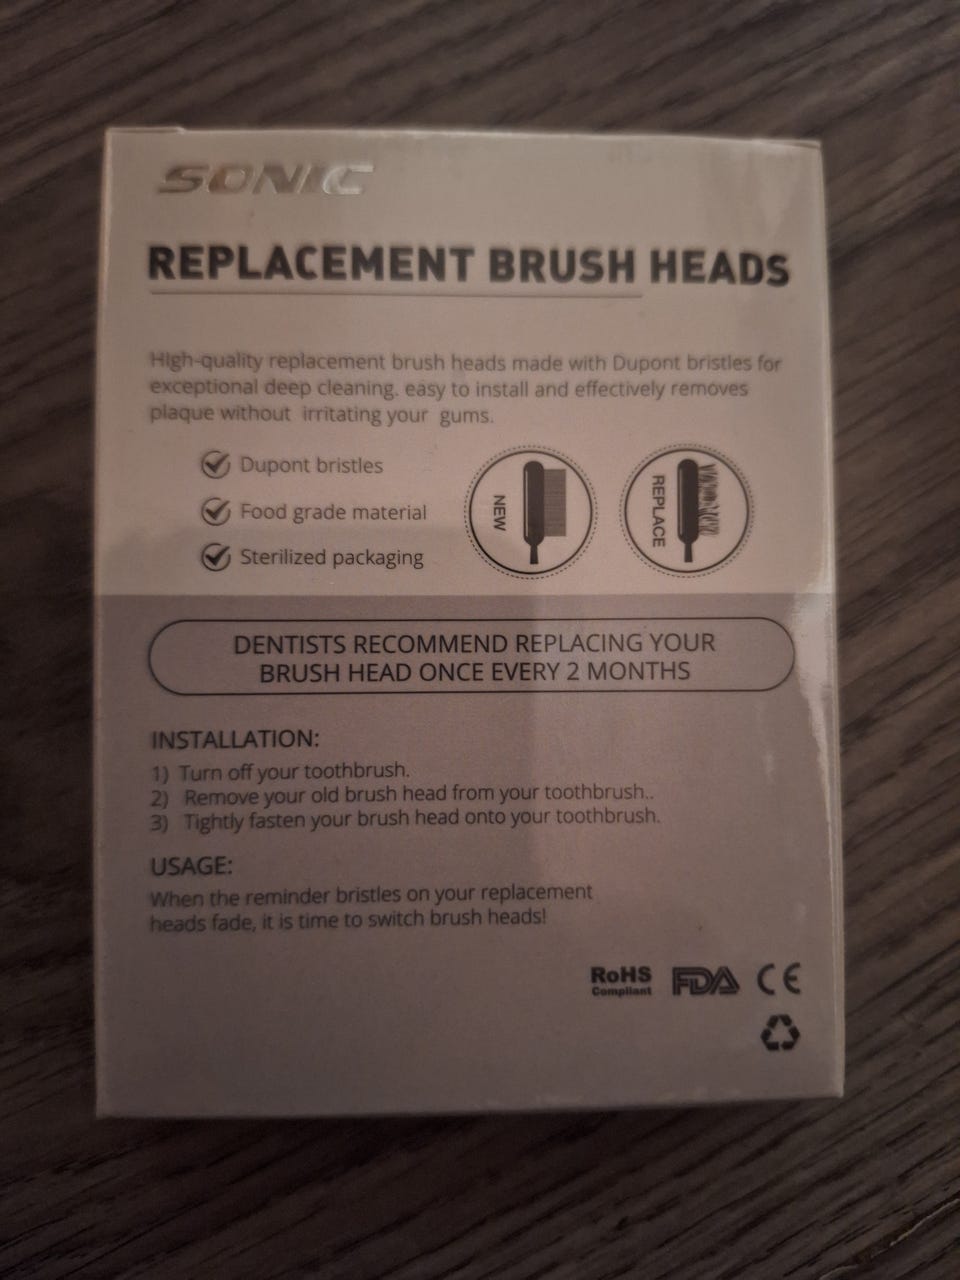 SONIC
REPLACEMENT BRUSH HEADS
High-quality replacement brush heads made with Dupont bristles for
exceptional deep cleaning. easy to install and effectively removes
plaque without irritating your gums.
Dupont bristles
Food grade material
Sterilized packaging
NEW
REPLACE
DENTISTS RECOMMEND REPLACING YOUR
BRUSH HEAD ONCE EVERY 2 MONTHS
INSTALLATION:
1) Turn off your toothbrush.
2) Remove your old brush head from your toothbrush..
3) Tightly fasten your brush head onto your toothbrush.
USAGE:
When the reminder bristles on your replacement
heads fade, it is time to switch brush heads!
RoHS FDA CE
Compliant